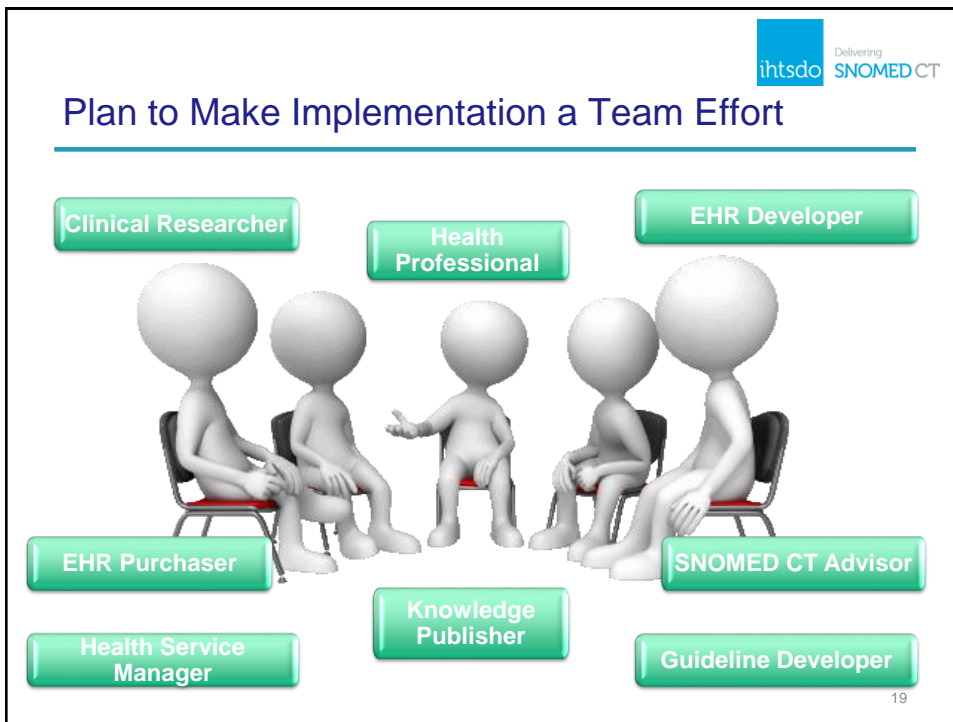 ihtsdo
Delivering
SNOMED CT
Plan to Make Implementation a Team Effort
Clinical Researcher
Health
Professional
EHR Developer
EHR Purchaser
SNOMED CT Advisor
Knowledge
Publisher
Health Service
Manager
Guideline Developer
19